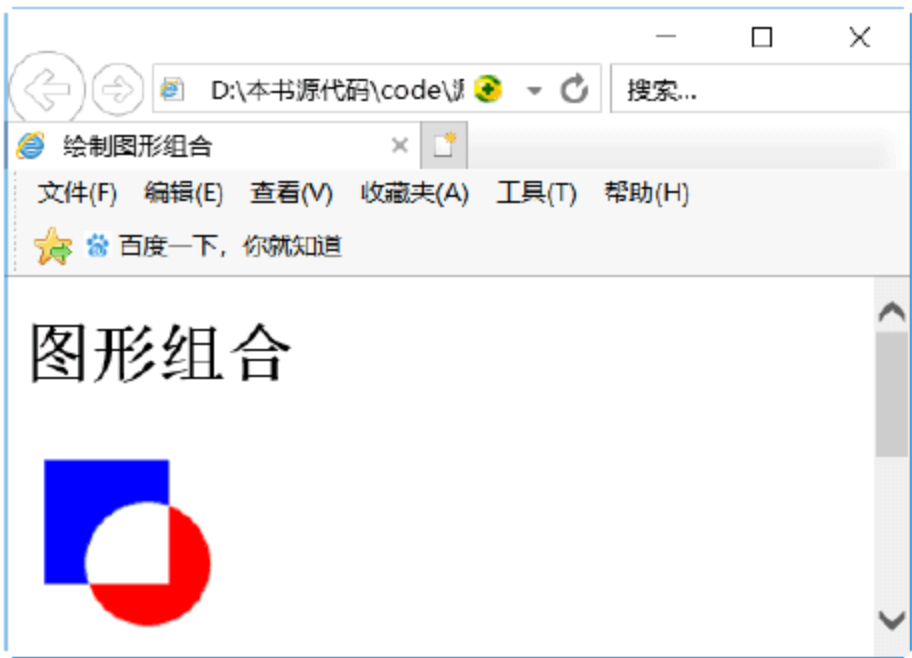 D:\本书源代码\code\源
搜索...
绘制图形组合
文件(F) 编辑(E) 查看(V) 收藏夹(A) 工具(T) 帮助(H)
百度一下，你就知道
图形组合